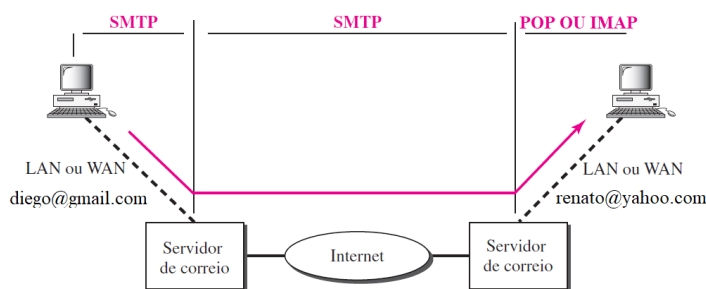 SMTP
SMTP
POP OU IMAP
LAN ou WAN
diego@gmail.com
LAN ou WAN
renato@yahoo.com
Servidor
de correio
Internet
Servidor
de correio